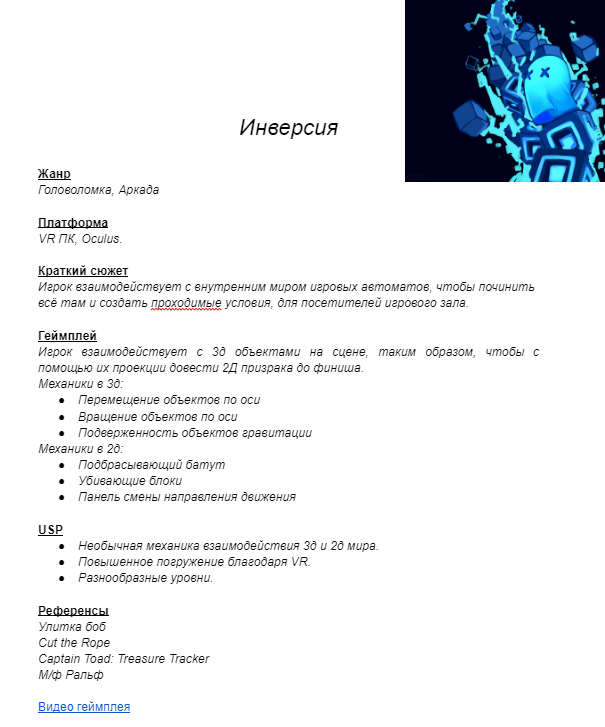 Инверсия
Жанр
Головоломка, Аркада
Платформа
VR ПК, Oculus.
Краткий сюжет
Игрок взаимодействует с внутренним миром игровых автоматов, чтобы починить
всё там и создать проходимые условия, для посетителей игрового зала.
Геймплей
Игрок взаимодействует с 3д объектами на сцене, таким образом, чтобы с
помощью их проекции довести 2Д призрака до финиша.
Механики в 3д:
● Перемещение объектов по оси
● Вращение объектов по оси
● Подверженность объектов гравитации
Механики в 2д:
● Подбрасывающий батут
● Убивающие блоки
● Панель смены направления движения
USP
● Необычная механика взаимодействия 3д и 2д мира.
● Повышенное погружение благодаря VR.
● Разнообразные уровни.
Референсы
Улитка боб
Cut the Rope
Captain Toad: Treasure Tracker
М/ф Ральф
Видео геймплея